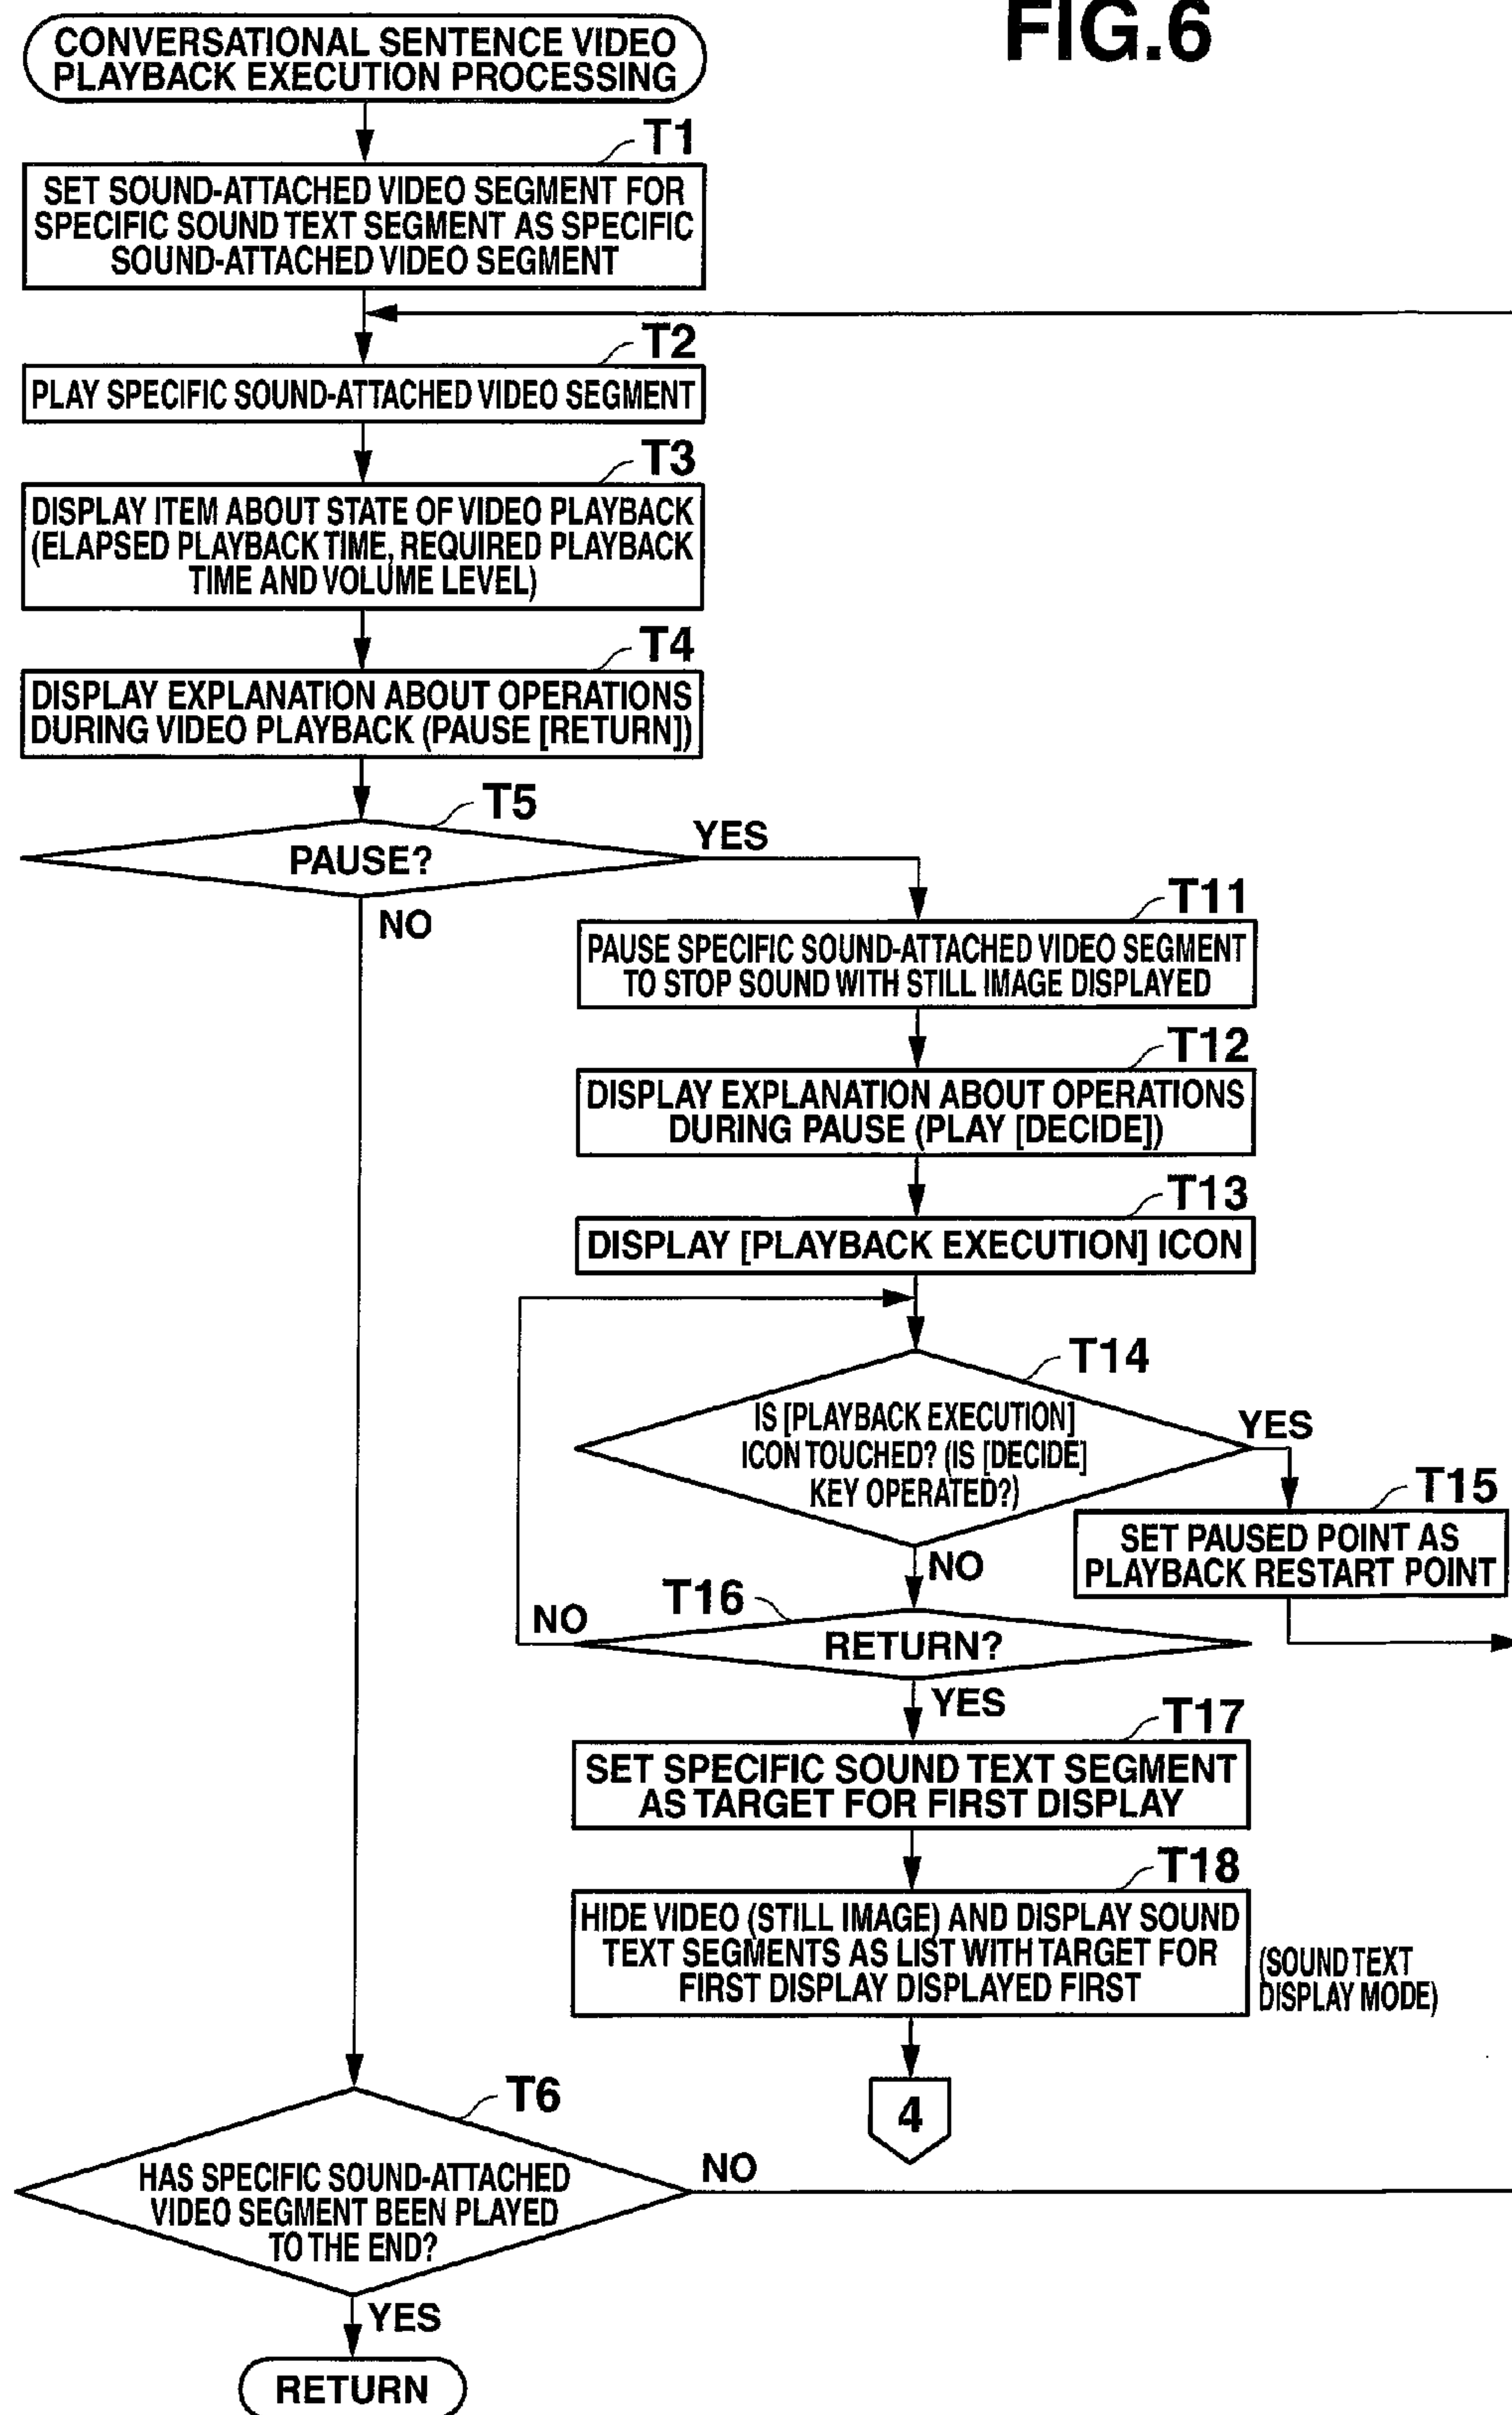 FIG.6
CONVERSATIONAL SENTENCE VIDEO
PLAYBACK EXECUTION PROCESSING
T1
SET SOUND-ATTACHED VIDEO SEGMENT FOR
SPECIFIC SOUND TEXT SEGMENT AS SPECIFIC
SOUND-ATTACHED VIDEO SEGMENT
T2
PLAY SPECIFIC SOUND-ATTACHED VIDEO SEGMENT
T3
DISPLAY ITEM ABOUT STATE OF VIDEO PLAYBACK
(ELAPSED PLAYBACK TIME, REQUIRED PLAYBACK
TIME AND VOLUME LEVEL)
T4
DISPLAY EXPLANATION ABOUT OPERATIONS
DURING VIDEO PLAYBACK (PAUSE [RETURN])
T5
PAUSE?
YES
NO
T11
PAUSE SPECIFIC SOUND-ATTACHED VIDEO SEGMENT
TO STOP SOUND WITH STILL IMAGE DISPLAYED
T12
DISPLAY EXPLANATION ABOUT OPERATIONS
DURING PAUSE (PLAY [DECIDE])
T13
DISPLAY [PLAYBACK EXECUTION] ICON
T14
IS [PLAYBACK EXECUTION]
ICON TOUCHED? (IS [DECIDE]
KEY OPERATED?)
YES
T15
SET PAUSED POINT AS
PLAYBACK RESTART POINT
NO
T16
NO
RETURN?
YES
T17
SET SPECIFIC SOUND TEXT SEGMENT
AS TARGET FOR FIRST DISPLAY
T18
HIDE VIDEO (STILL IMAGE) AND DISPLAY SOUND
TEXT SEGMENTS AS LIST WITH TARGET FOR
FIRST DISPLAY DISPLAYED FIRST
(SOUND TEXT
DISPLAY MODE)
4
T6
HAS SPECIFIC SOUND-ATTACHED
VIDEO SEGMENT BEEN PLAYED
TO THE END?
NO
YES
RETURN